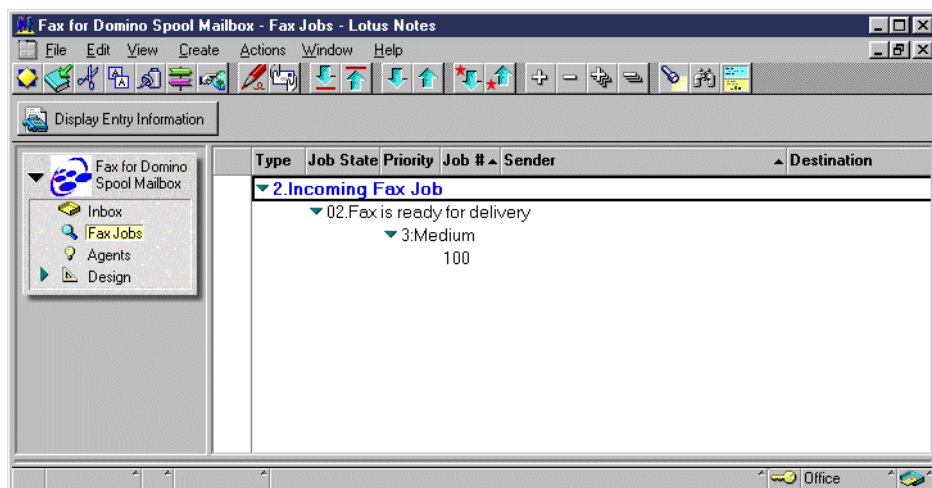 Fax for Domino Spool Mailbox - Fax Jobs - Lotus Notes
File Edit View Create Actions Window Help
Display Entry Information
Fax for Domino
Spool Mailbox
Inbox
Fax Jobs
Agents
Design
Type Job State Priority Job # Sender Destination
2.Incoming Fax Job
02.Fax is ready for delivery
3:Medium
100
Office